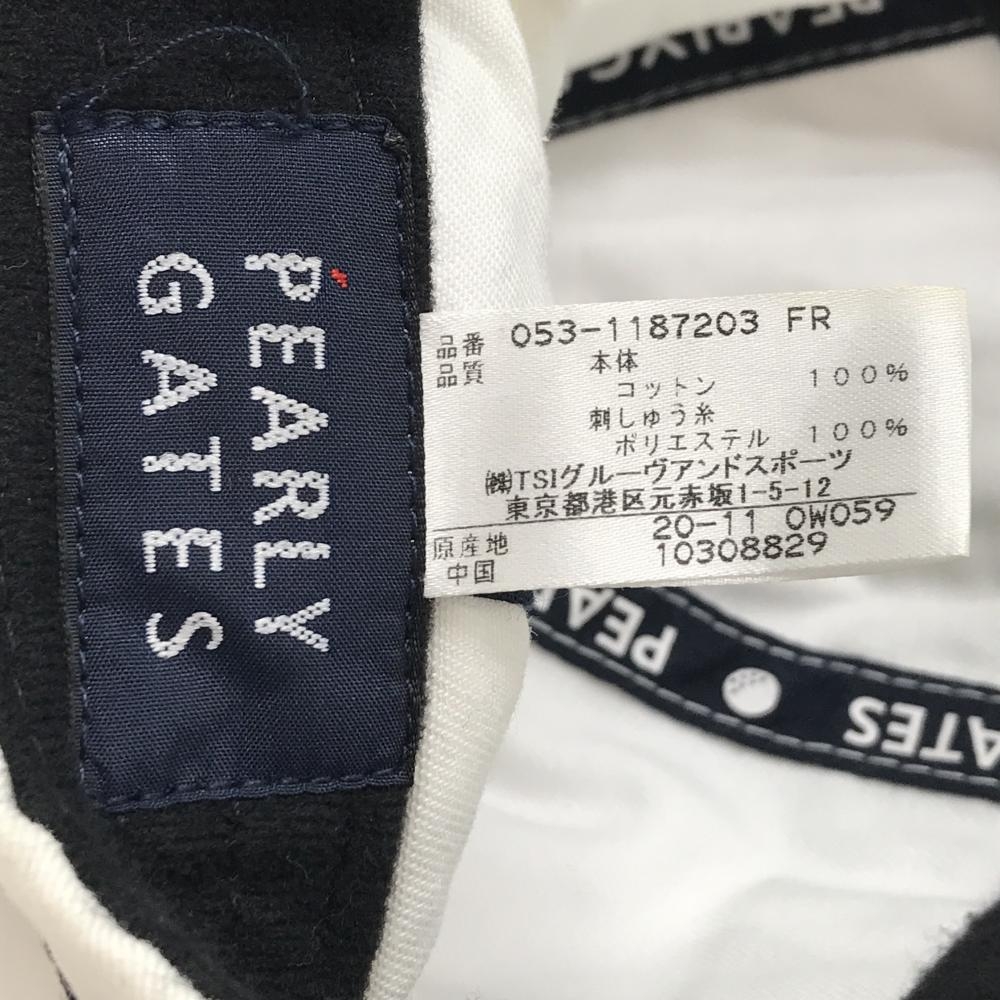 PEARLY
GATES
品番 053-1187203 FR
品質 本体
コットン 100%
刺しゅう糸
ポリエステル 100%
㈱TSIグルーヴアンドスポーツ
東京都港区元赤坂1-5-12
20-11 0W059
原産地 10308829
中国
PEARLYG
PEA
PEA
ATES